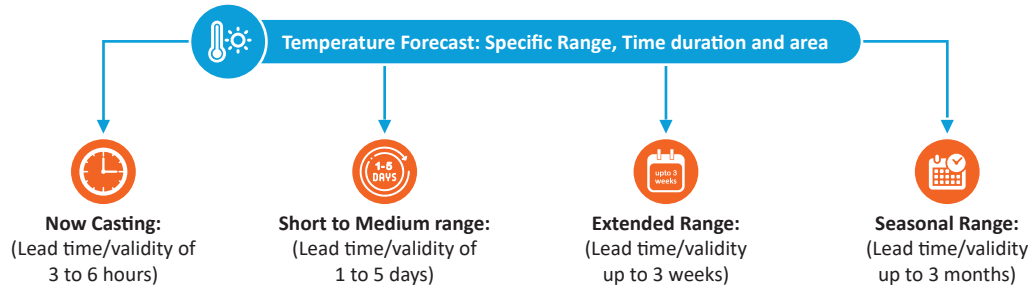 Temperature Forecast: Specific Range, Time duration and area
1-5
DAYS
upto 3
weeks
Now Casting:
(Lead time/validity of
3 to 6 hours)
Short to Medium range:
(Lead time/validity of
1 to 5 days)
Extended Range:
(Lead time/validity
up to 3 weeks)
Seasonal Range:
(Lead time/validity
up to 3 months)